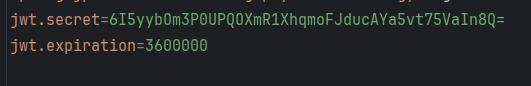 jwt.secret=6I5yybOm3P0UPQOXmR1XhqmoFJducAYa5vt75VaIn8Q=
jwt.expiration=3600000